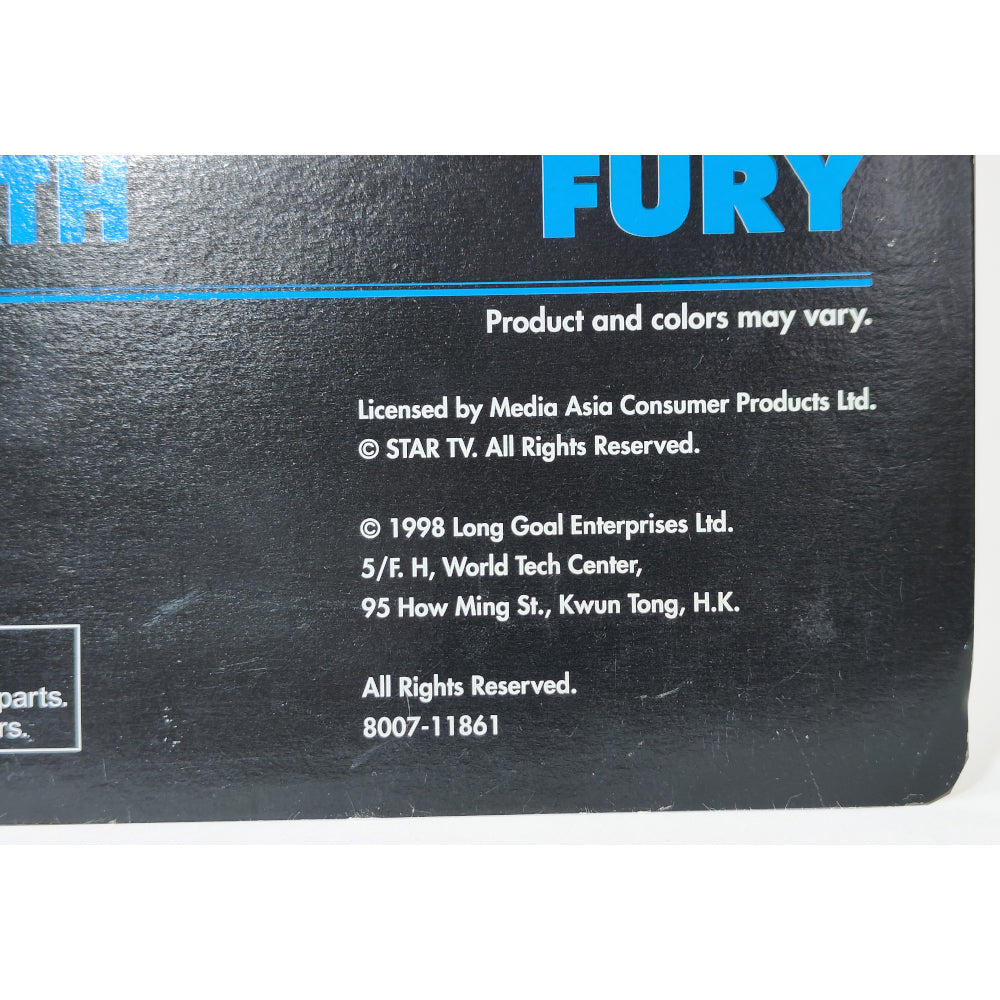 TH FURY
Product and colors may vary.
Licensed by Media Asia Consumer Products Ltd.
© STAR TV. All Rights Reserved.
© 1998 Long Goal Enterprises Ltd.
5/F. H, World Tech Center,
95 How Ming St., Kwun Tong, H.K.
parts.
rs.
All Rights Reserved.
8007-11861